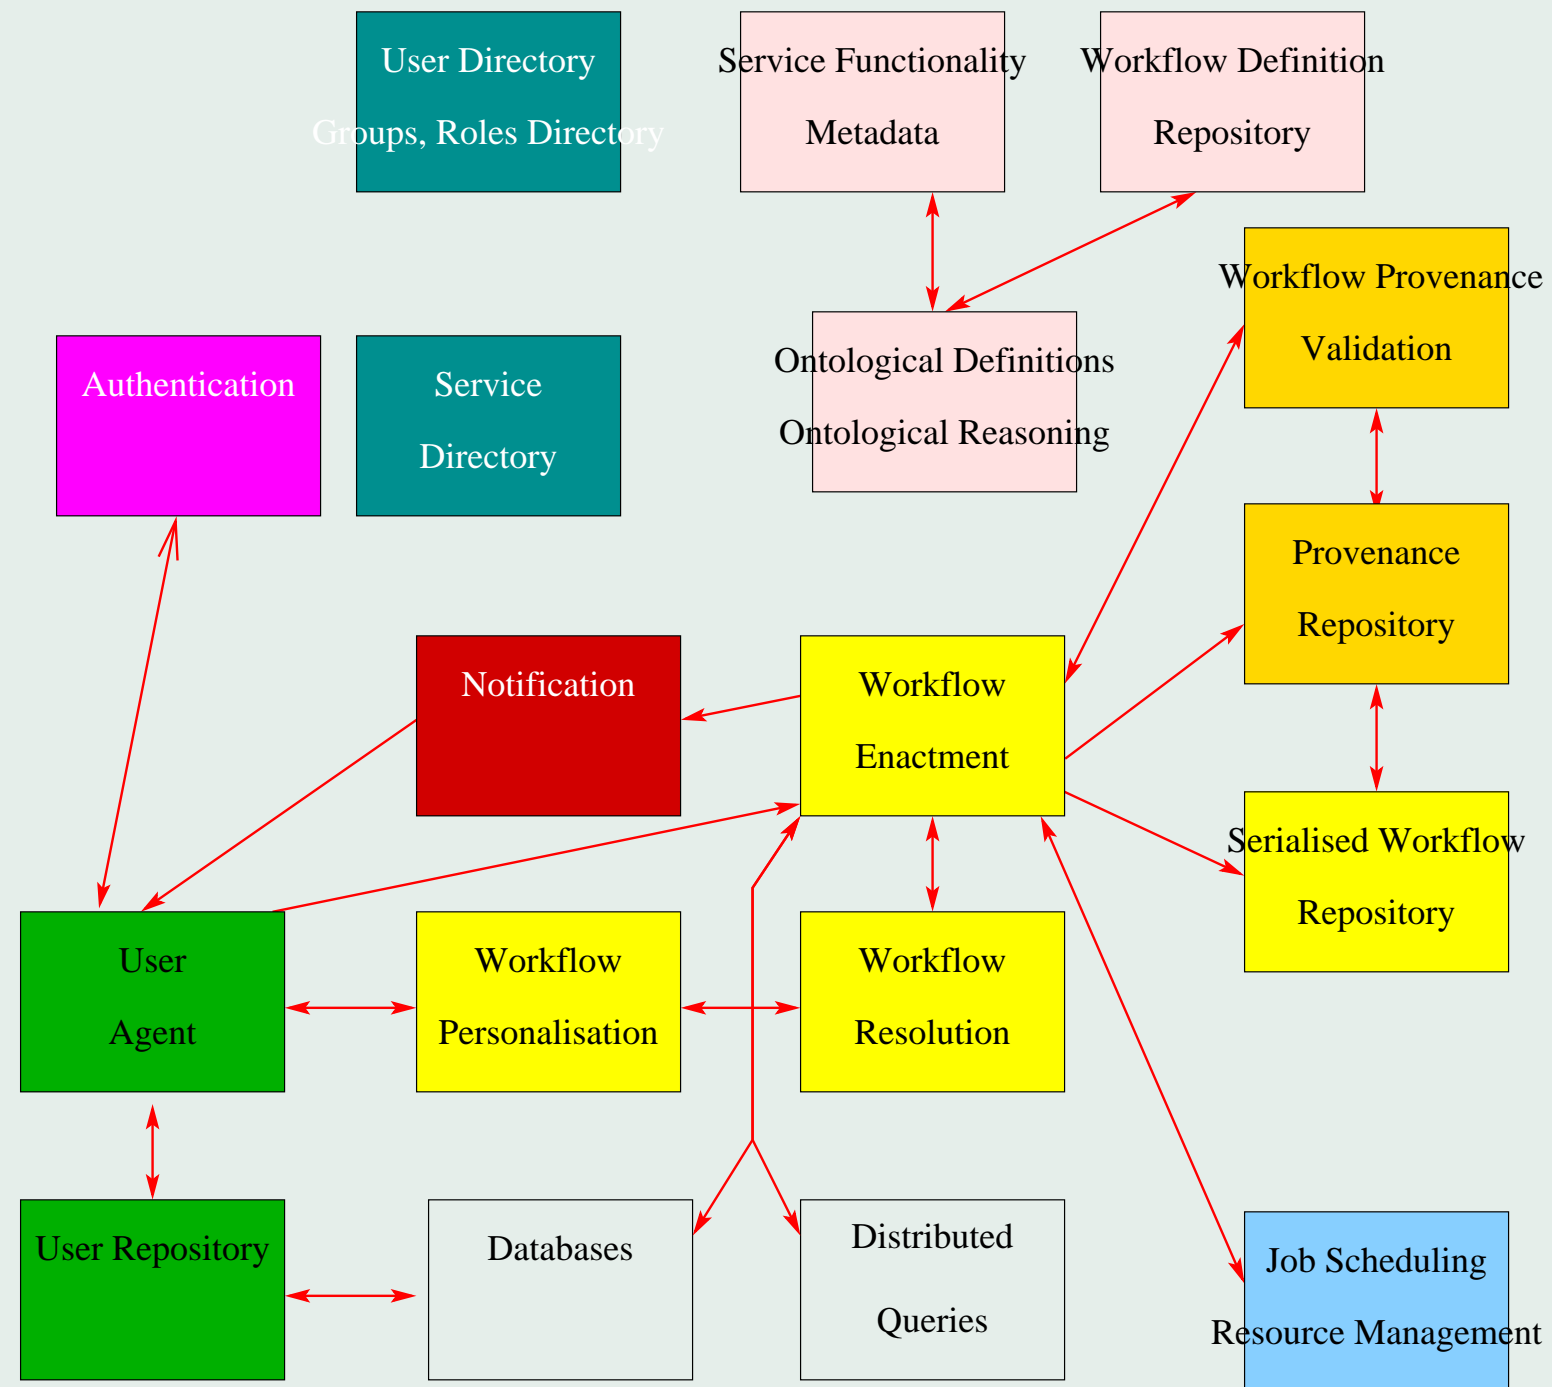 User Directory
Groups, Roles Directory
Service Functionality
Metadata
Workflow Definition
Repository
Workflow Provenance
Validation
Authentication
Service
Directory
Ontological Definitions
Ontological Reasoning
Provenance
Repository
Notification
Workflow
Enactment
Serialised Workflow
Repository
User
Agent
Workflow
Personalisation
Workflow
Resolution
User Repository
Databases
Distributed
Queries
Job Scheduling
Resource Management